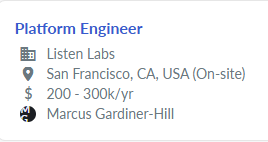 Platform Engineer
Listen Labs
San Francisco, CA, USA (On-site)
$ 200 - 300k/yr
Marcus Gardiner-Hill